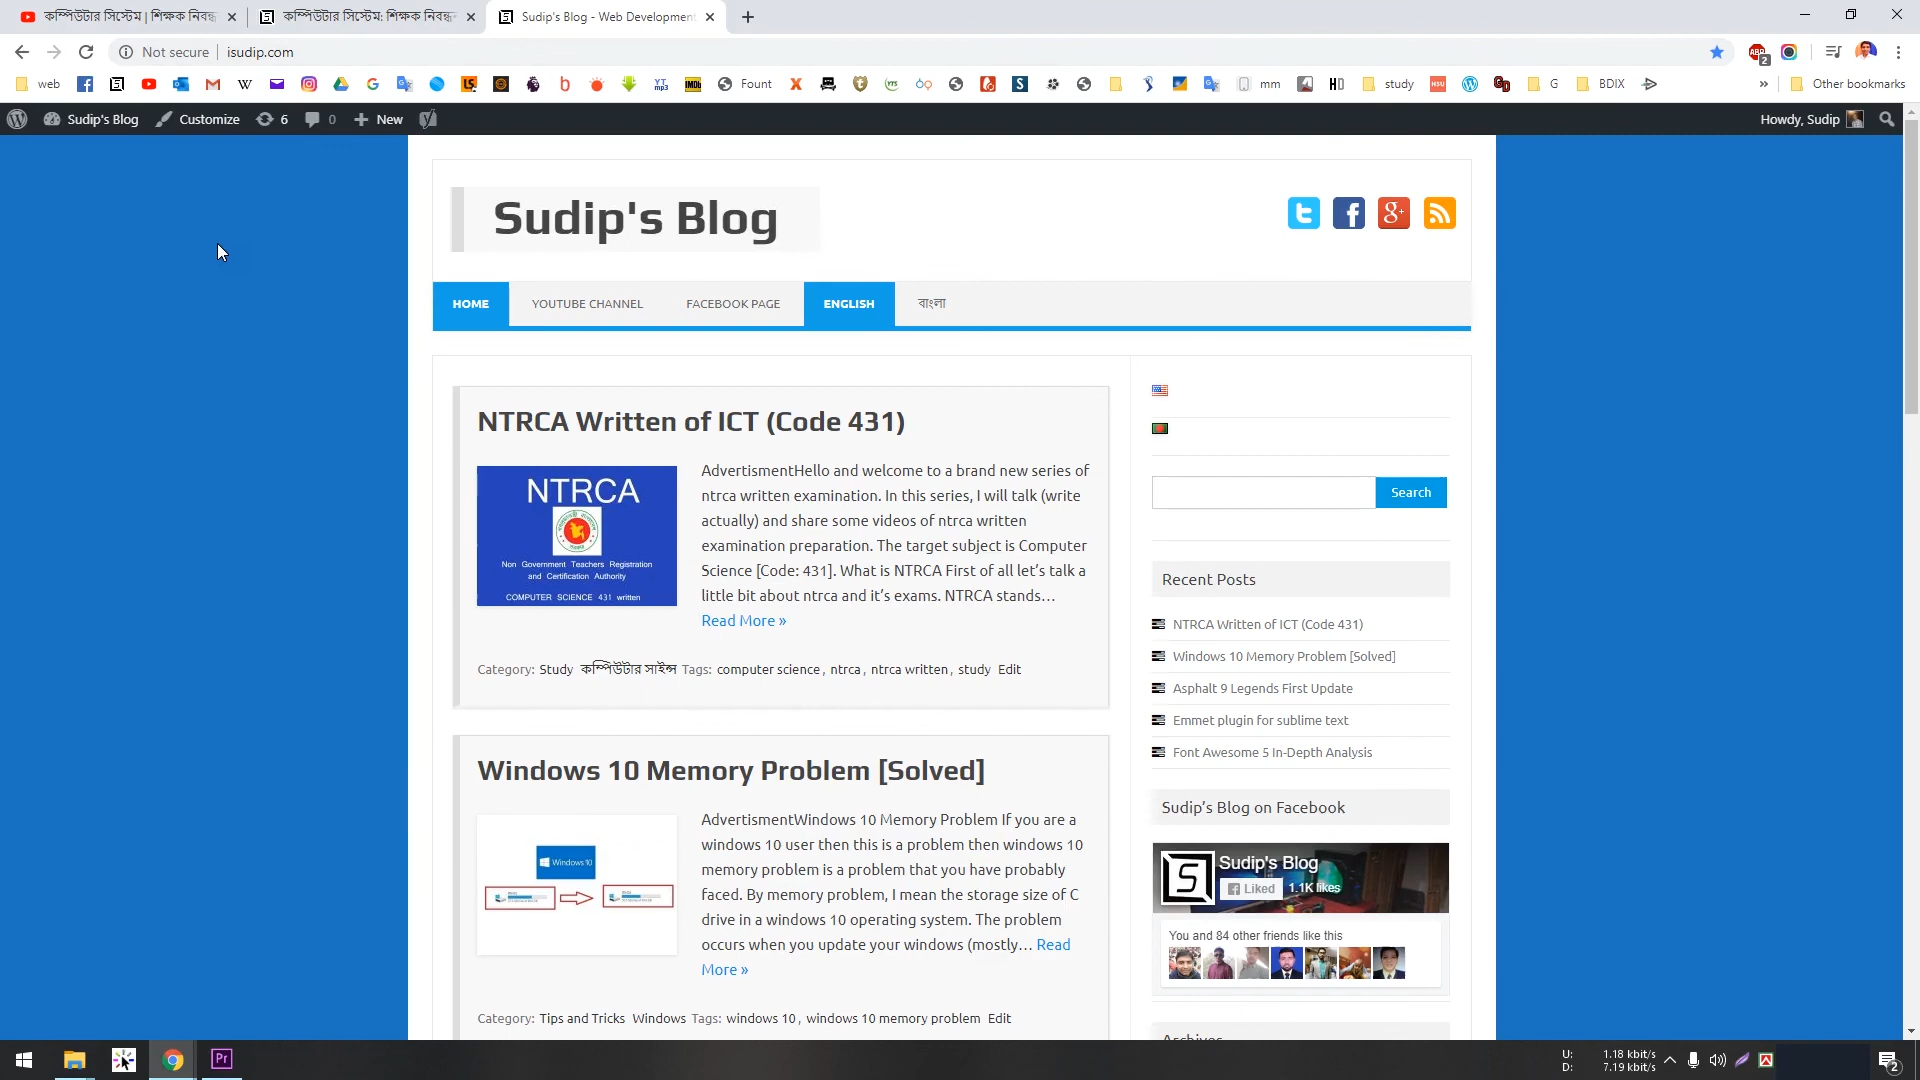 কম্পিউটার সিস্টেম | শিক্ষক নিবন্ধ
কম্পিউটার সিস্টেম: শিক্ষক নিবন্ধন
Sudip's Blog - Web Development
Not secure
isudip.com
web
Fount
mm
study
G
BDIX
Other bookmarks
Sudip's Blog
Customize
6
0
New
Howdy, Sudip
Sudip's Blog
HOME
YOUTUBE CHANNEL
FACEBOOK PAGE
ENGLISH
বাংলা
NTRCA Written of ICT (Code 431)
NTRCA
Non Government Teachers Registration
and Certification Authority
COMPUTER SCIENCE 431 written
AdvertismentHello and welcome to a brand new series of
ntrca written examination. In this series, I will talk (write
actually) and share some videos of ntrca written
examination preparation. The target subject is Computer
Science [Code: 431]. What is NTRCA First of all let’s talk a
little bit about ntrca and it’s exams. NTRCA stands…
Read More »
Category: Study কম্পিউটার সাইন্স Tags: computer science, ntrca, ntrca written, study Edit
Windows 10 Memory Problem [Solved]
Windows 10
AdvertismentWindows 10 Memory Problem If you are a
windows 10 user then this is a problem then windows 10
memory problem is a problem that you have probably
faced. By memory problem, I mean the storage size of C
drive in a windows 10 operating system. The problem
occurs when you update your windows (mostly… Read
More »
Category: Tips and Tricks Windows Tags: windows 10, windows 10 memory problem Edit
Search
Recent Posts
NTRCA Written of ICT (Code 431)
Windows 10 Memory Problem [Solved]
Asphalt 9 Legends First Update
Emmet plugin for sublime text
Font Awesome 5 In-Depth Analysis
Sudip’s Blog on Facebook
Sudip's Blog
Liked
1.1K likes
You and 84 other friends like this
Archives
Pr
U: 1.18 kbit/s
D: 7.19 kbit/s
2